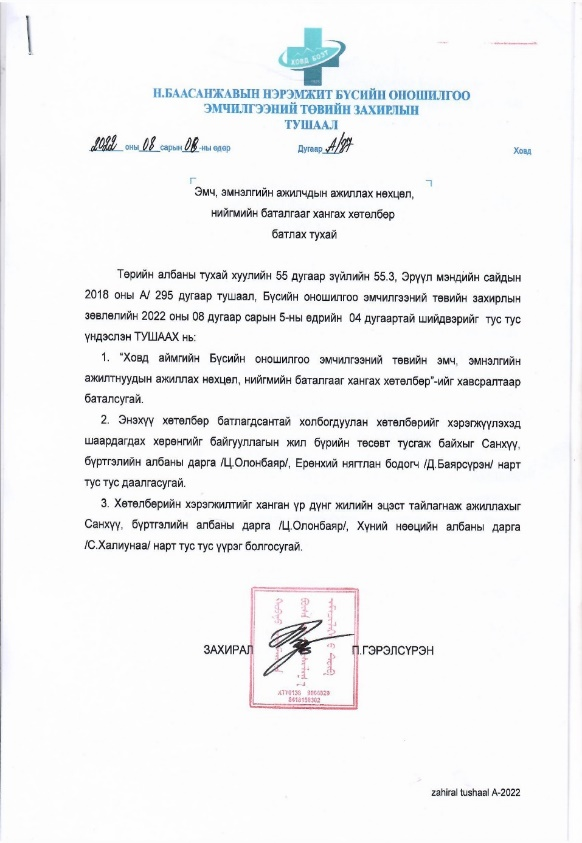 ХОВД БОЭТ
Н.БААСАНЖАВЫН НЭРЭМЖИТ БҮСИЙН ОНОШИЛГОО
ЭМЧИЛГЭЭНИЙ ТӨВИЙН ЗАХИРЛЫН
ТУШААЛ
2022 оны 08 сарын 08-ны өдөр Дугаар A/87 Ховд
Эмч, эмнэлгийн ажилчдын ажиллах нөхцөл,
нийгмийн баталгааг хангах хөтөлбөр
батлах тухай
Төрийн албаны тухай хуулийн 55 дугаар зүйлийн 55.3, Эрүүл мэндийн сайдын
2018 оны А/ 295 дугаар тушаал, Бүсийн оношилгоо эмчилгээний төвийн захирлын
зөвлөлийн 2022 оны 08 дугаар сарын 5-ны өдрийн 04 дугаартай шийдвэрийг тус тус
үндэслэн ТУШААХ нь:
1. "Ховд аймгийн Бүсийн оношилгоо эмчилгээний төвийн эмч, эмнэлгийн
ажилтнуудын ажиллах нөхцөл, нийгмийн баталгааг хангах хөтөлбөр"-ийг хавсралтаар
баталсугай.
2. Энэхүү хөтөлбөр батлагдсантай холбогдуулан хөтөлбөрийг хэрэгжүүлэхэд
шаардагдах хөрөнгийг байгууллагын жил бүрийн төсөвт тусгаж байхыг Санхүү,
бүртгэлийн албаны дарга /Ц.Олонбаяр/, Ерөнхий нягтлан бодогч /Д.Баярсүрэн/ нарт
тус тус даалгасугай.
3. Хөтөлбөрийн хэрэгжилтийг ханган үр дүнг жилийн эцэст тайлагнаж ажиллахыг
Санхүү, бүртгэлийн албаны дарга /Ц.Олонбаяр/, Хүний нөөцийн албаны дарга
/С.Халиунаа/ нарт тус тус үүрэг болгосугай.
ЗАХИРАЛ П.ГЭРЭЛСҮРЭН
zahiral tushaal A-2022